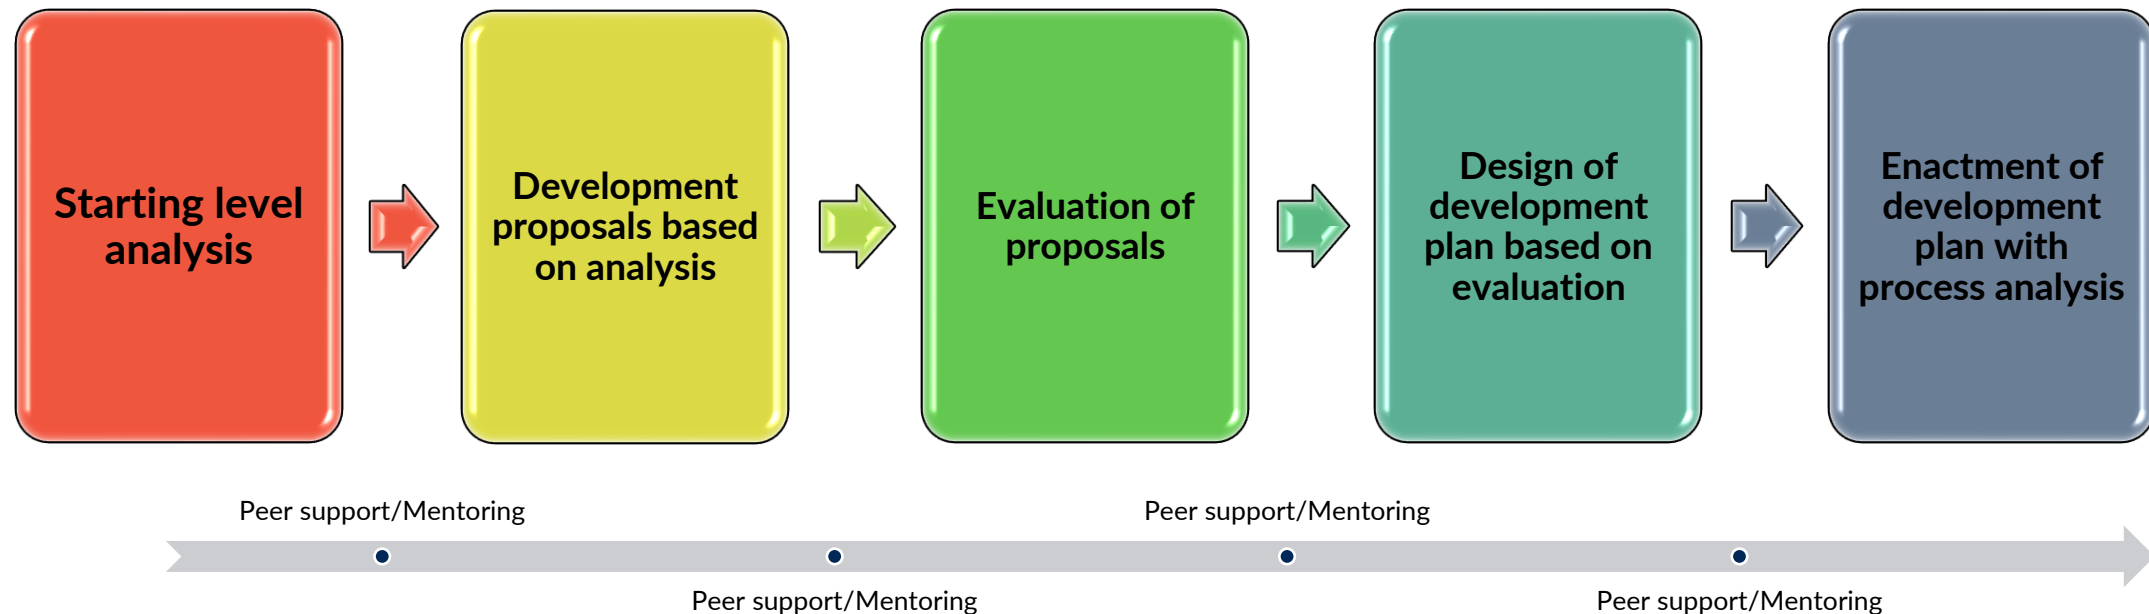 Starting level
analysis
Development
proposals based
on analysis
Evaluation of
proposals
Design of
development
plan based on
evaluation
Enactment of
development
plan with
process analysis
Peer support/Mentoring
Peer support/Mentoring
Peer support/Mentoring
Peer support/Mentoring